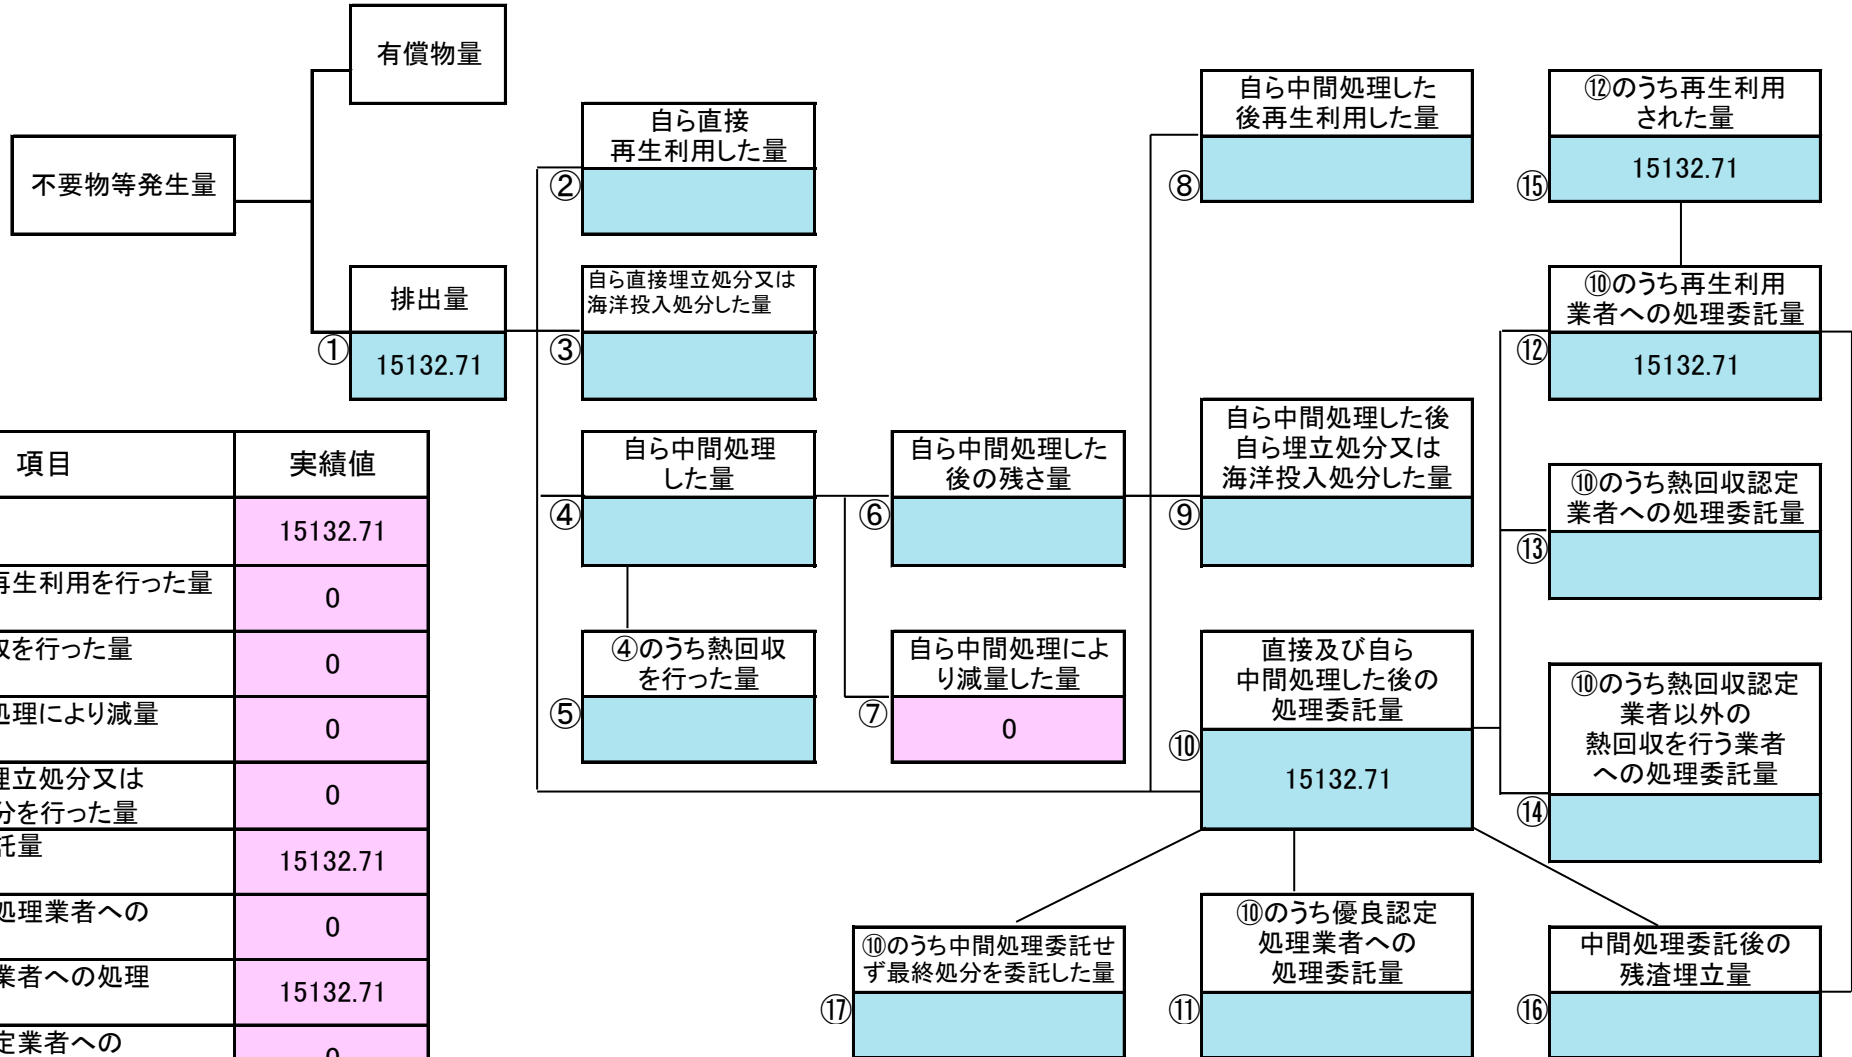 有償物量
不要物等発生量
排出量
①
15132.71
自ら直接
再生利用した量
②
自ら直接埋立処分又は
海洋投入処分した量
③
自ら中間処理
した量
④
④のうち熱回収
を行った量
⑤
自ら中間処理した
後の残さ量
⑥
自ら中間処理によ
り減量した量
⑦
0
自ら中間処理した
後再生利用した量
⑧
自ら中間処理した後
自ら埋立処分又は
海洋投入処分した量
⑨
直接及び自ら
中間処理した後の
処理委託量
⑩
15132.71
⑩のうち優良認定
処理業者への
処理委託量
⑪
⑩のうち中間処理委託せ
ず最終処分を委託した量
⑰
⑫のうち再生利用
された量
⑮
15132.71
⑩のうち再生利用
業者への処理委託量
⑫
15132.71
⑩のうち熱回収認定
業者への処理委託量
⑬
⑩のうち熱回収認定
業者以外の
熱回収を行う業者
への処理委託量
⑭
中間処理委託後の
残渣埋立量
⑯
項目 実績値
15132.71
再生利用を行った量 0
を行った量 0
処理により減量 0
埋立処分又は
分を行った量 0
託量 15132.71
処理業者への 0
業者への処理 15132.71
定業者への